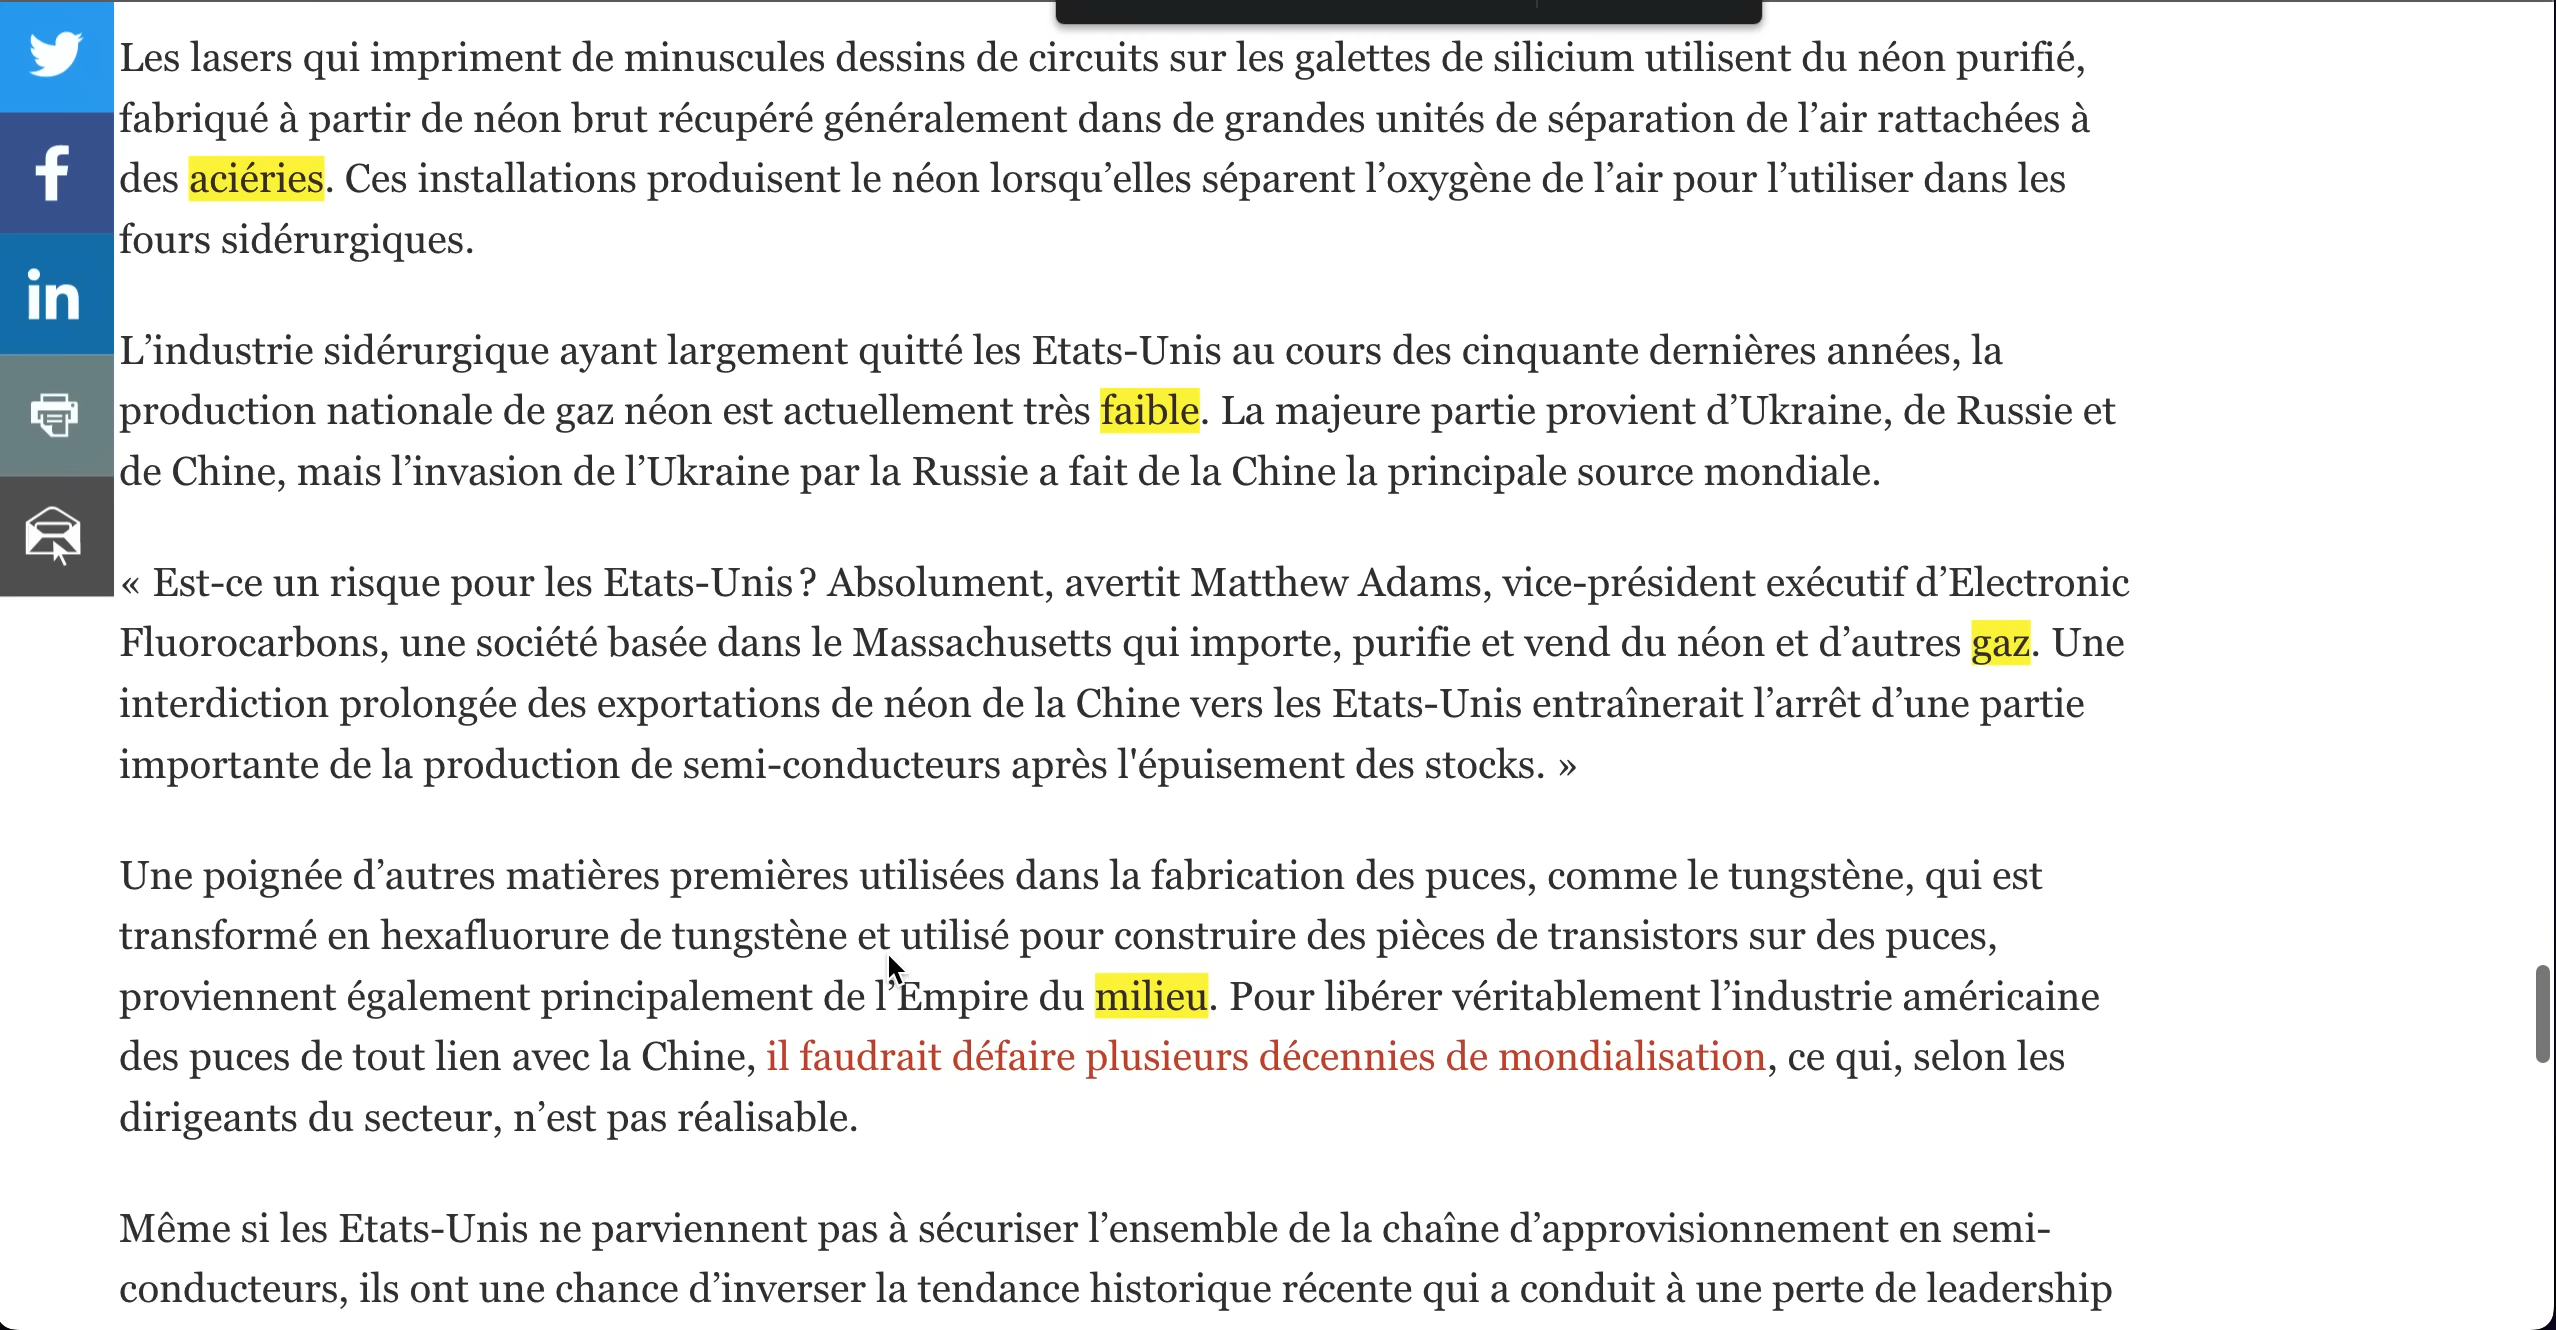 Les lasers qui impriment de minuscules dessins de circuits sur les galettes de silicium utilisent du néon purifié,
fabriqué à partir de néon brut récupéré généralement dans de grandes unités de séparation de l’air rattachées à
des aciéries. Ces installations produisent le néon lorsqu’elles séparent l’oxygène de l’air pour l’utiliser dans les
fours sidérurgiques.
L’industrie sidérurgique ayant largement quitté les Etats-Unis au cours des cinquante dernières années, la
production nationale de gaz néon est actuellement très faible. La majeure partie provient d’Ukraine, de Russie et
de Chine, mais l’invasion de l’Ukraine par la Russie a fait de la Chine la principale source mondiale.
« Est-ce un risque pour les Etats-Unis ? Absolument, avertit Matthew Adams, vice-président exécutif d’Electronic
Fluorocarbons, une société basée dans le Massachusetts qui importe, purifie et vend du néon et d’autres gaz. Une
interdiction prolongée des exportations de néon de la Chine vers les Etats-Unis entraînerait l’arrêt d’une partie
importante de la production de semi-conducteurs après l'épuisement des stocks. »
Une poignée d’autres matières premières utilisées dans la fabrication des puces, comme le tungstène, qui est
transformé en hexafluorure de tungstène et utilisé pour construire des pièces de transistors sur des puces,
proviennent également principalement de l’Empire du milieu. Pour libérer véritablement l’industrie américaine
des puces de tout lien avec la Chine, il faudrait défaire plusieurs décennies de mondialisation, ce qui, selon les
dirigeants du secteur, n’est pas réalisable.
Même si les Etats-Unis ne parviennent pas à sécuriser l’ensemble de la chaîne d’approvisionnement en semi-
conducteurs, ils ont une chance d’inverser la tendance historique récente qui a conduit à une perte de leadership